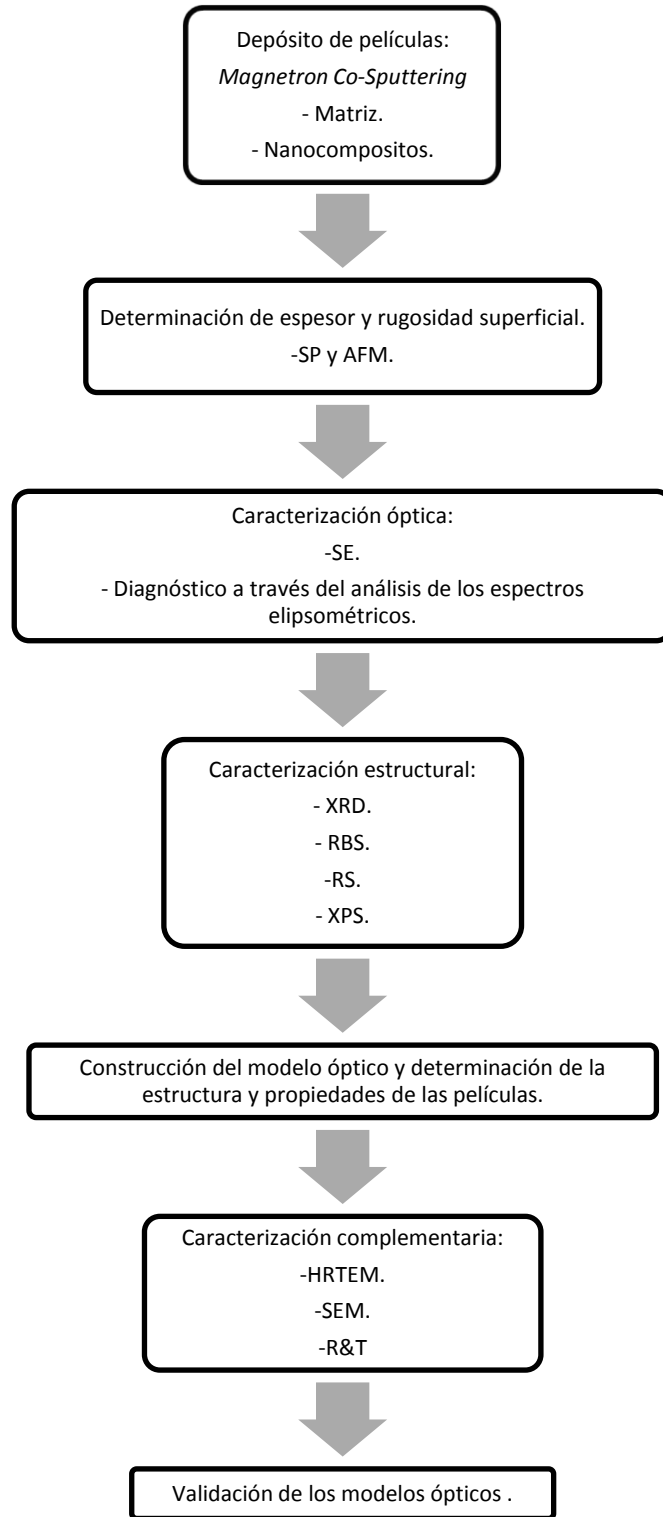 Depósito de películas:
Magnetron Co-Sputtering
- Matriz.
- Nanocompositos.
Determinación de espesor y rugosidad superficial.
-SP y AFM.
Caracterización óptica:
-SE.
- Diagnóstico a través del análisis de los espectros
elipsométricos.
Caracterización estructural:
- XRD.
- RBS.
-RS.
- XPS.
Construcción del modelo óptico y determinación de la
estructura y propiedades de las películas.
Caracterización complementaria:
-HRTEM.
-SEM.
-R&T
Validación de los modelos ópticos .